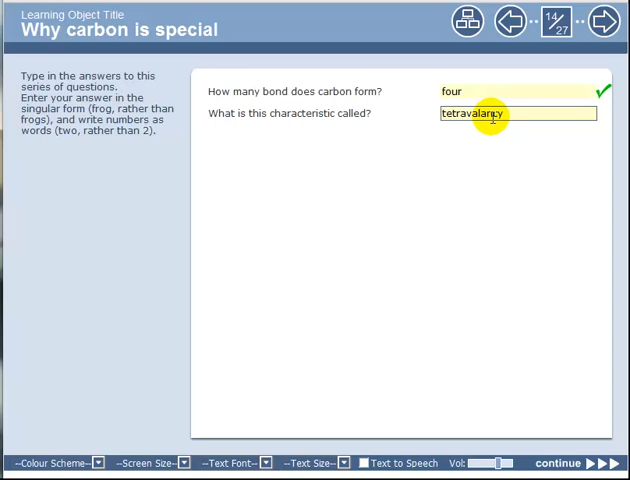 Learning Object Title
Why carbon is special
14
27
Type in the answers to this
series of questions.
Enter your answer in the
singular form (frog, rather than
frogs), and write numbers as
words (two, rather than 2).
How many bond does carbon form? four
What is this characteristic called? tetravalancy
--Colour Scheme-- --Screen Size-- --Text Font-- --Text Size-- Text to Speech Vol: continue